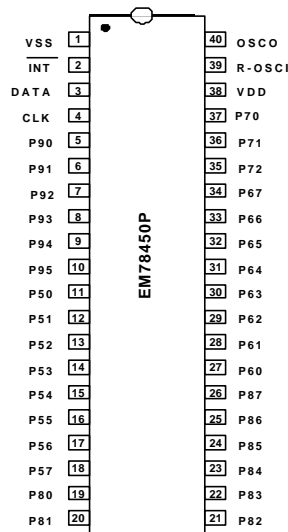 VSS 1 40 OSCO
INT 2 39 R-OSCI
DATA 3 38 VDD
CLK 4 37 P70
P90 5 36 P71
P91 6 35 P72
P92 7 34 P67
P93 8 33 P66
P94 9 32 P65
P95 10 31 P64
P50 11 30 P63
P51 12 29 P62
P52 13 28 P61
P53 14 27 P60
P54 15 26 P87
P55 16 25 P86
P56 17 24 P85
P57 18 23 P84
P80 19 22 P83
P81 20 21 P82
EM78450P